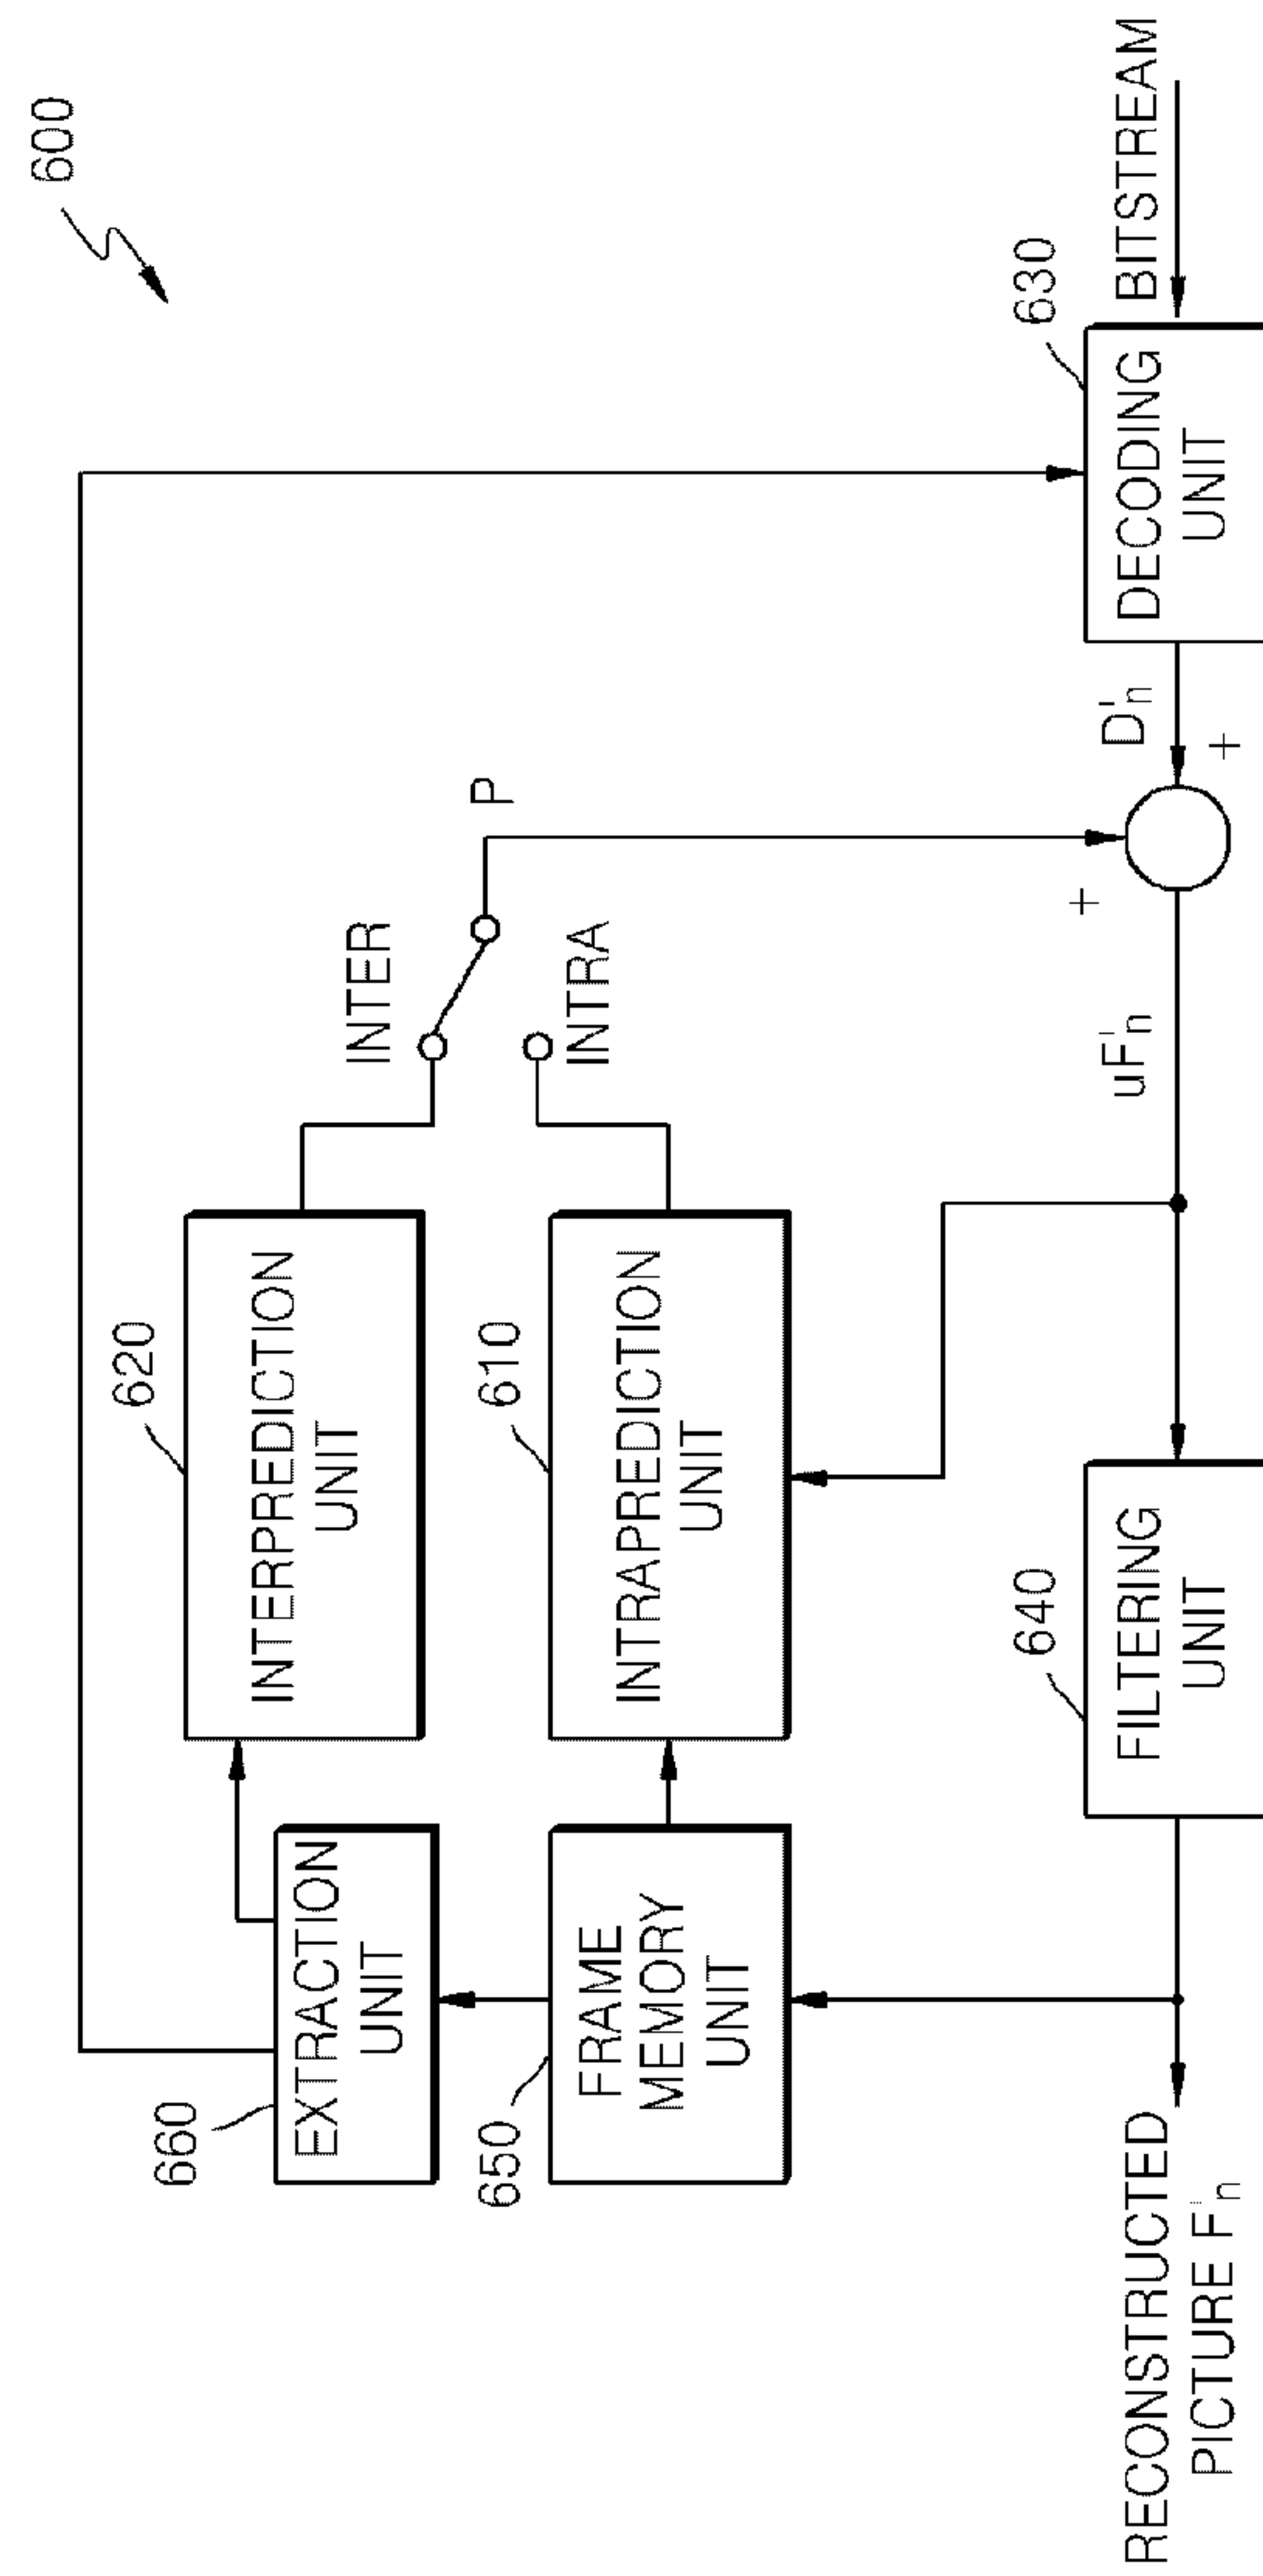 600
620
INTERPREDICTION
UNIT
INTER
660
EXTRACTION
UNIT
P
610
INTRAPREDICTION
UNIT
INTRA
650
FRAME
MEMORY
UNIT
630
DECODING
UNIT
BITSTREAM
D'n
+
+
uF'n
640
FILTERING
UNIT
RECONSTRUCTED
PICTURE F'n